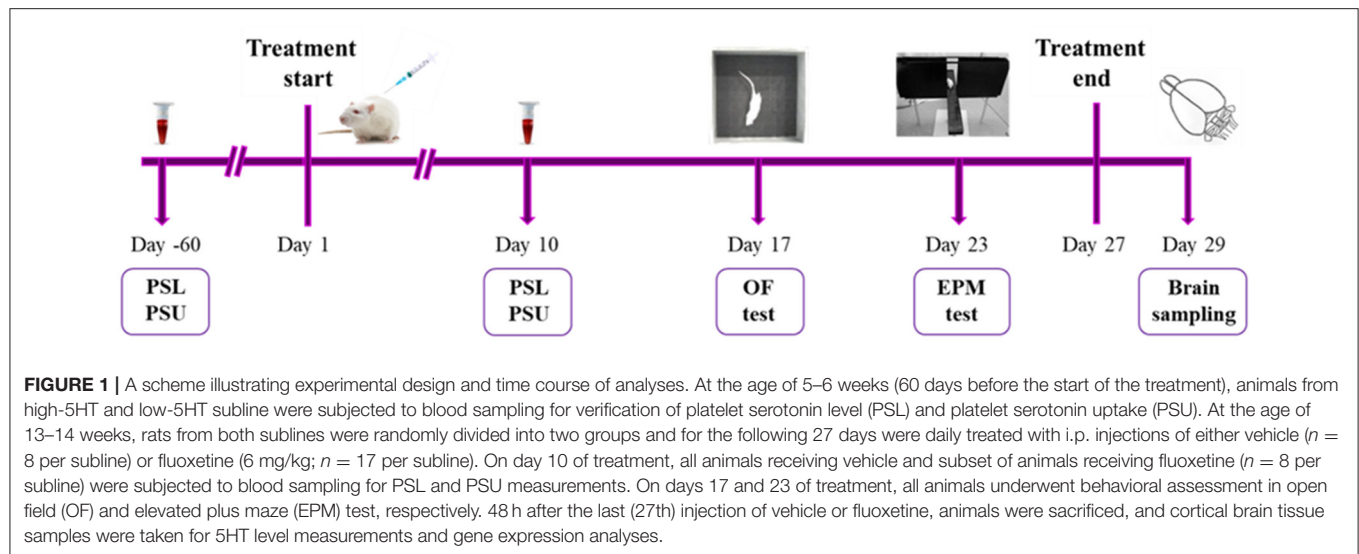 Treatment
start
Treatment
end
Day -60
Day 1
Day 10
Day 17
Day 23
Day 27
Day 29
PSL
PSU
PSL
PSU
OF
test
EPM
test
Brain
sampling
FIGURE 1 | A scheme illustrating experimental design and time course of analyses. At the age of 5–6 weeks (60 days before the start of the treatment), animals from
high-5HT and low-5HT subline were subjected to blood sampling for verification of platelet serotonin level (PSL) and platelet serotonin uptake (PSU). At the age of
13–14 weeks, rats from both sublines were randomly divided into two groups and for the following 27 days were daily treated with i.p. injections of either vehicle (n =
8 per subline) or fluoxetine (6 mg/kg; n = 17 per subline). On day 10 of treatment, all animals receiving vehicle and subset of animals receiving fluoxetine (n = 8 per
subline) were subjected to blood sampling for PSL and PSU measurements. On days 17 and 23 of treatment, all animals underwent behavioral assessment in open
field (OF) and elevated plus maze (EPM) test, respectively. 48 h after the last (27th) injection of vehicle or fluoxetine, animals were sacrificed, and cortical brain tissue
samples were taken for 5HT level measurements and gene expression analyses.